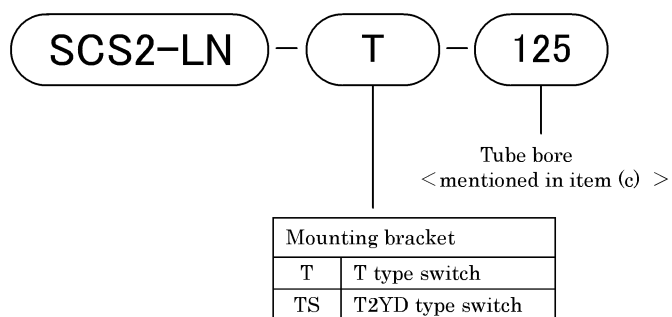 SCS2-LN - T - 125
Tube bore
<mentioned in item (c) >
Mounting bracket
T T type switch
TS T2YD type switch